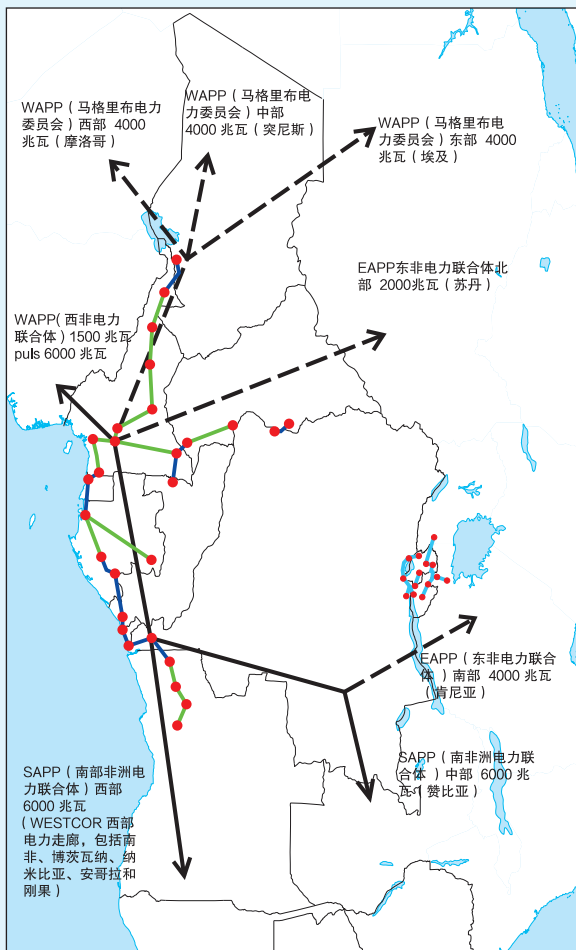 WAPP（马格里布电力
委员会）西部 4000
兆瓦（摩洛哥）
WAPP（马格里布电
力委员会）中部
4000 兆瓦（突尼斯）
WAPP（马格里布电
力委员会）东部 4000
兆瓦（埃及）
EAPP东非电力联合体北
部 2000兆瓦（苏丹）
WAPP（西非电力
联合体）1500 兆瓦
puls 6000兆瓦
EAPP（东非电力联合
体）南部 4000 兆瓦
（肯尼亚）
SAPP（南非洲电力联
合体）中部 6000 兆
瓦（赞比亚）
SAPP（南部非洲电
力联合体）西部
6000 兆瓦
（WESTCOR 西部
电力走廊，包括南
非、博茨瓦纳、纳
米比亚、安哥拉和
刚果）